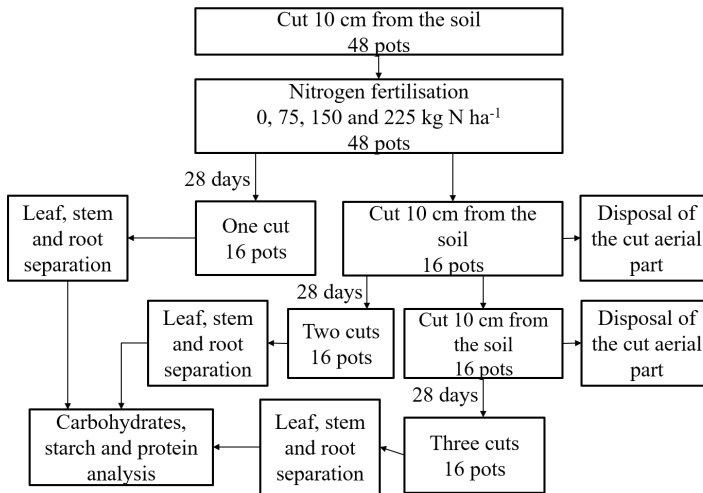 Cut 10 cm from the soil
48 pots
Nitrogen fertilisation
0, 75, 150 and 225 kg N ha⁻¹
48 pots
28 days
Leaf, stem
and root
separation
One cut
16 pots
Cut 10 cm from the
soil
16 pots
Disposal of
the cut aerial
part
28 days
Leaf, stem
and root
separation
Two cuts
16 pots
Cut 10 cm from
the soil
16 pots
Disposal of
the cut aerial
part
28 days
Carbohydrates,
starch and protein
analysis
Leaf, stem
and root
separation
Three cuts
16 pots